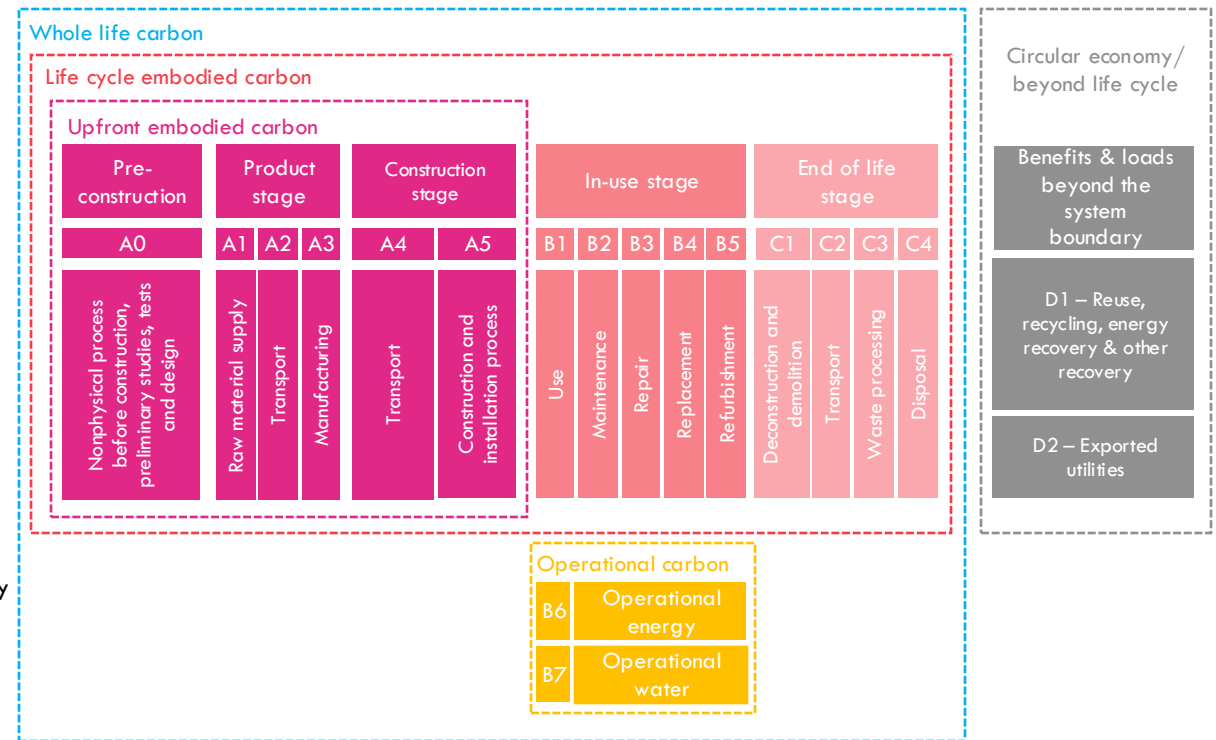 Whole life carbon
Life cycle embodied carbon
Upfront embodied carbon
Pre-
construction
Product
stage
Construction
stage
In-use stage
End of life
stage
A0
A1
A2
A3
A4
A5
B1
B2
B3
B4
B5
C1
C2
C3
C4
Nonphysical process
before construction,
preliminary studies, tests
and design
Raw material supply
Transport
Manufacturing
Transport
Construction and
installation process
Use
Maintenance
Repair
Replacement
Refurbishment
Deconstruction and
demolition
Transport
Waste processing
Disposal
Operational carbon
B6
Operational
energy
B7
Operational
water
Circular economy/
beyond life cycle
Benefits & loads
beyond the
system
boundary
D1 – Reuse,
recycling, energy
recovery & other
recovery
D2 – Exported
utilities